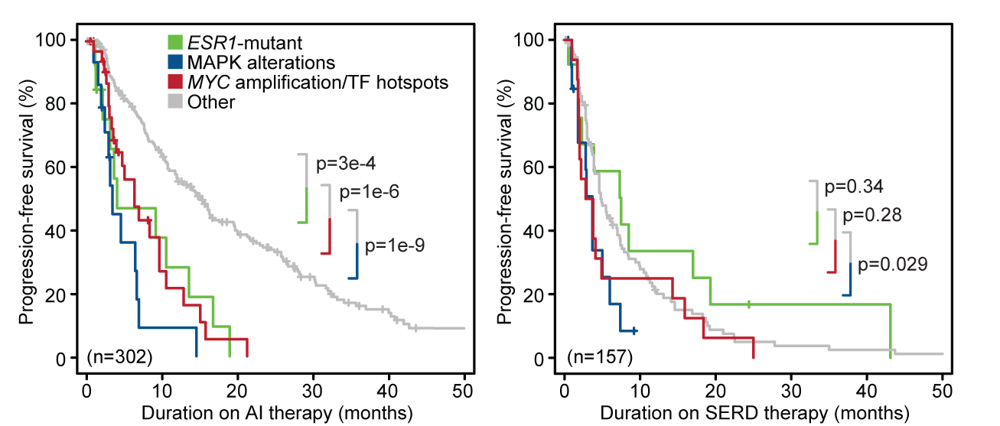 Progression-free survival (%)
100
80
60
40
20
0
ESR1-mutant
MAPK alterations
MYC amplification/TF hotspots
Other
p=3e-4
p=1e-6
p=1e-9
(n=302)
0 10 20 30 40 50
Duration on AI therapy (months)
Progression-free survival (%)
100
80
60
40
20
0
p=0.34
p=0.28
p=0.029
(n=157)
0 10 20 30 40 50
Duration on SERD therapy (months)